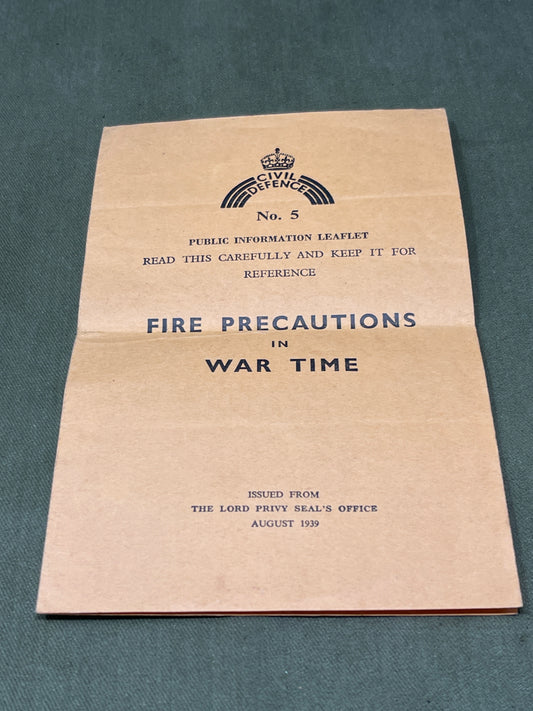 CIVIL
DEFENCE
No. 5
PUBLIC INFORMATION LEAFLET
READ THIS CAREFULLY AND KEEP IT FOR
REFERENCE
FIRE PRECAUTIONS
IN
WAR TIME
ISSUED FROM
THE LORD PRIVY SEAL'S OFFICE
AUGUST 1939